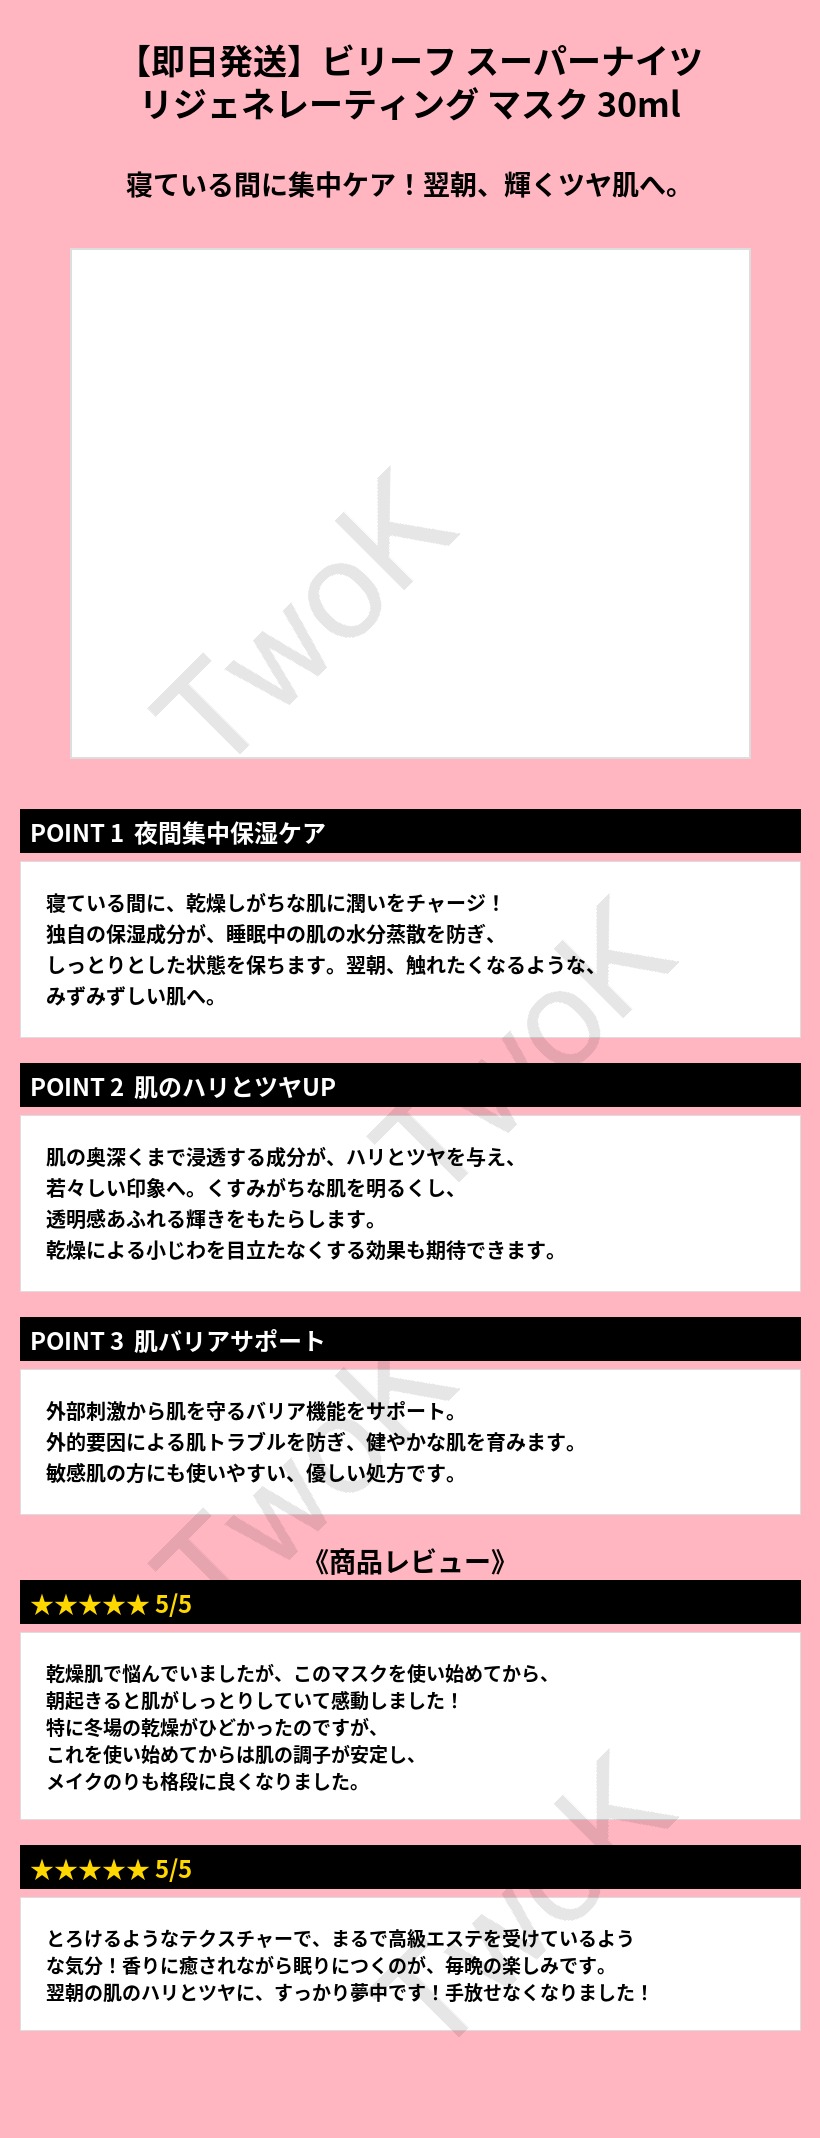 【即日発送】ビリーフ スーパーナイツ
リジェネレーティング マスク 30ml
寝ている間に集中ケア！翌朝、輝くツヤ肌へ。
TwoK
POINT 1 夜間集中保湿ケア
寝ている間に、乾燥しがちな肌に潤いをチャージ！
独自の保湿成分が、睡眠中の肌の水分蒸散を防ぎ、
しっとりとした状態を保ちます。翌朝、触れたくなるような、
みずみずしい肌へ。
TwoK
POINT 2 肌のハリとツヤUP
肌の奥深くまで浸透する成分が、ハリとツヤを与え、
若々しい印象へ。くすみがちな肌を明るくし、
透明感あふれる輝きをもたらします。
乾燥による小じわを目立たなくする効果も期待できます。
POINT 3 肌バリアサポート
外部刺激から肌を守るバリア機能をサポート。
外的要因による肌トラブルを防ぎ、健やかな肌を育みます。
敏感肌の方にも使いやすい、優しい処方です。
TwoK
《商品レビュー》
★★★★★ 5/5
乾燥肌で悩んでいましたが、このマスクを使い始めてから、
朝起きると肌がしっとりしていて感動しました！
特に冬場の乾燥がひどかったのですが、
これを使い始めてからは肌の調子が安定し、
メイクのりも格段に良くなりました。
TwoK
★★★★★ 5/5
とろけるようなテクスチャーで、まるで高級エステを受けているよう
な気分！香りに癒されながら眠りにつくのが、毎晩の楽しみです。
翌朝の肌のハリとツヤに、すっかり夢中です！手放せなくなりました！